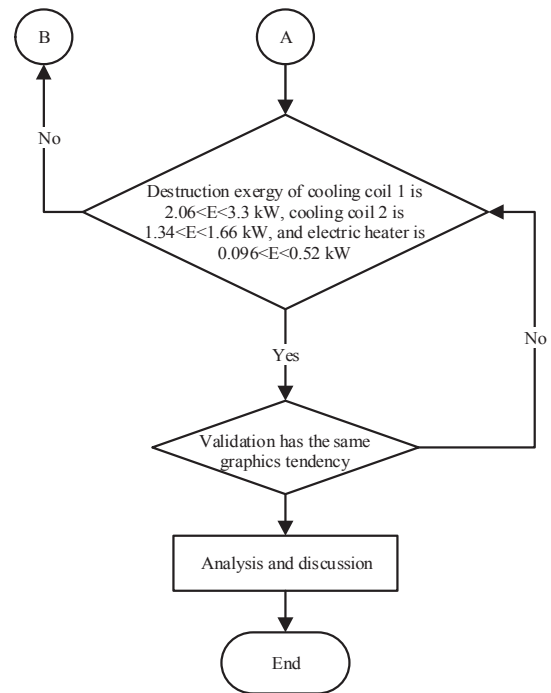 B
A
No
Destruction exergy of cooling coil 1 is
2.06<E<3.3 kW, cooling coil 2 is
1.34<E<1.66 kW, and electric heater is
0.096<E<0.52 kW
No
Yes
Validation has the same
graphics tendency
Analysis and discussion
End